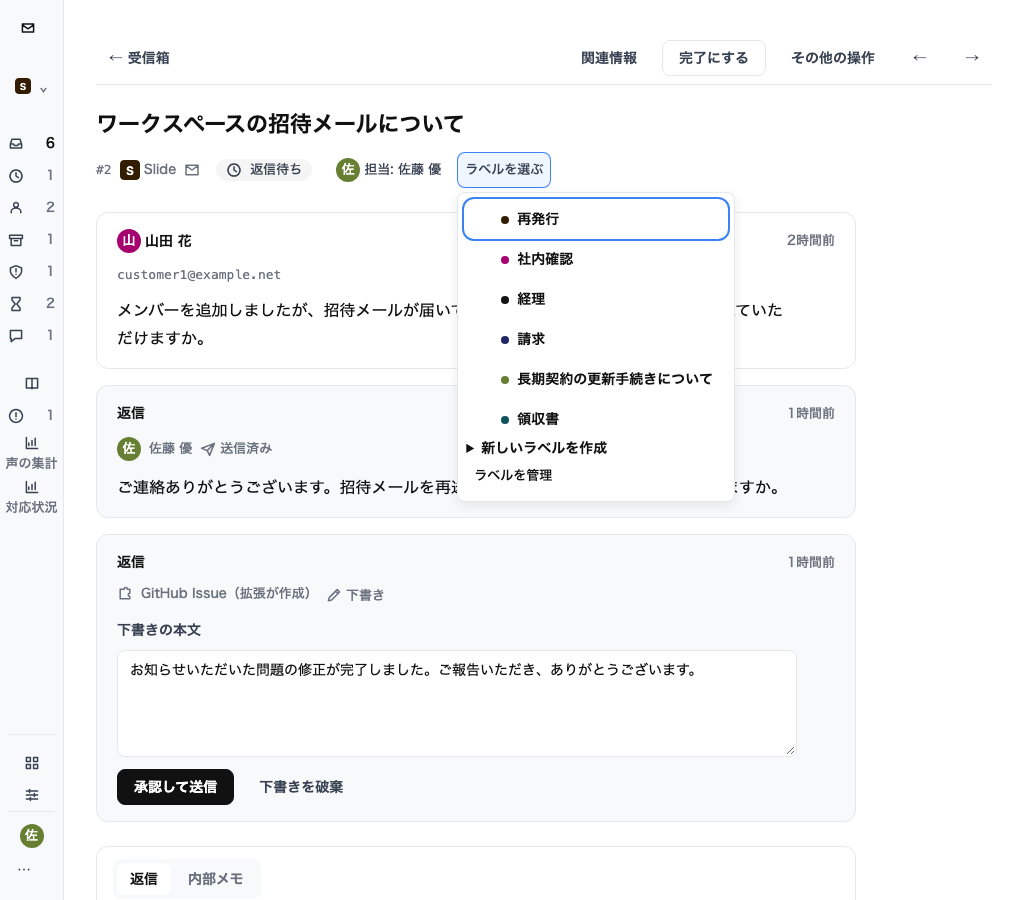 ← 受信箱
関連情報
完了にする
その他の操作
←
→
S
ワークスペースの招待メールについて
#2 S Slide 返信待ち 佐 担当: 佐藤 優 ラベルを選ぶ
6
1
2
1
1
2
1
1
声の集計
対応状況
佐
…
再発行
社内確認
経理
請求
長期契約の更新手続きについて
領収書
▶ 新しいラベルを作成
ラベルを管理
山 山田 花
2時間前
customer1@example.net
メンバーを追加しましたが、招待メールが届い
ていた
だけますか。
返信
1時間前
佐 佐藤 優 送信済み
ご連絡ありがとうございます。招待メールを再
ますか。
返信
1時間前
GitHub Issue（拡張が作成） 下書き
下書きの本文
お知らせいただいた問題の修正が完了しました。ご報告いただき、ありがとうございます。
承認して送信
下書きを破棄
返信
内部メモ